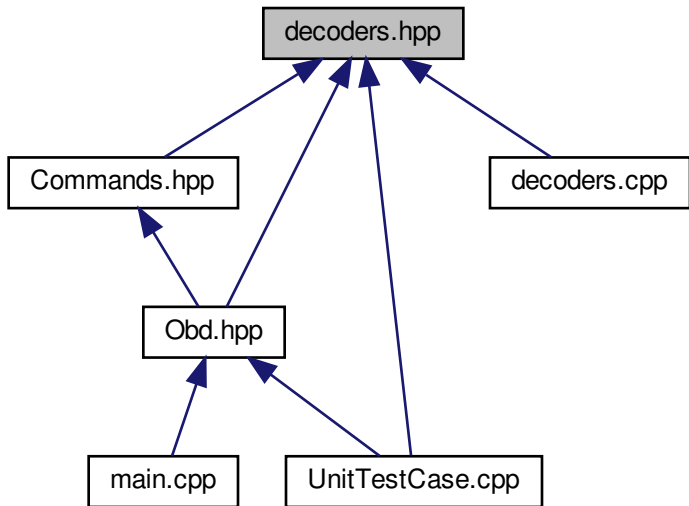 decoders.hpp
Commands.hpp
decoders.cpp
Obd.hpp
main.cpp
UnitTestCase.cpp